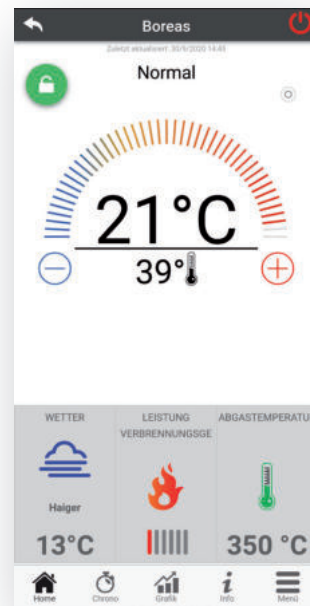 Boreas
Zuletzt aktualisiert: 30/9/2020 14:45
Normal
21°C
39°
WETTER
LEISTUNG VERBRENNUNGSGE
ABGASTEMPERATU
Haiger
13°C
350 °C
Home
Chrono
Grafik
Info
Menü